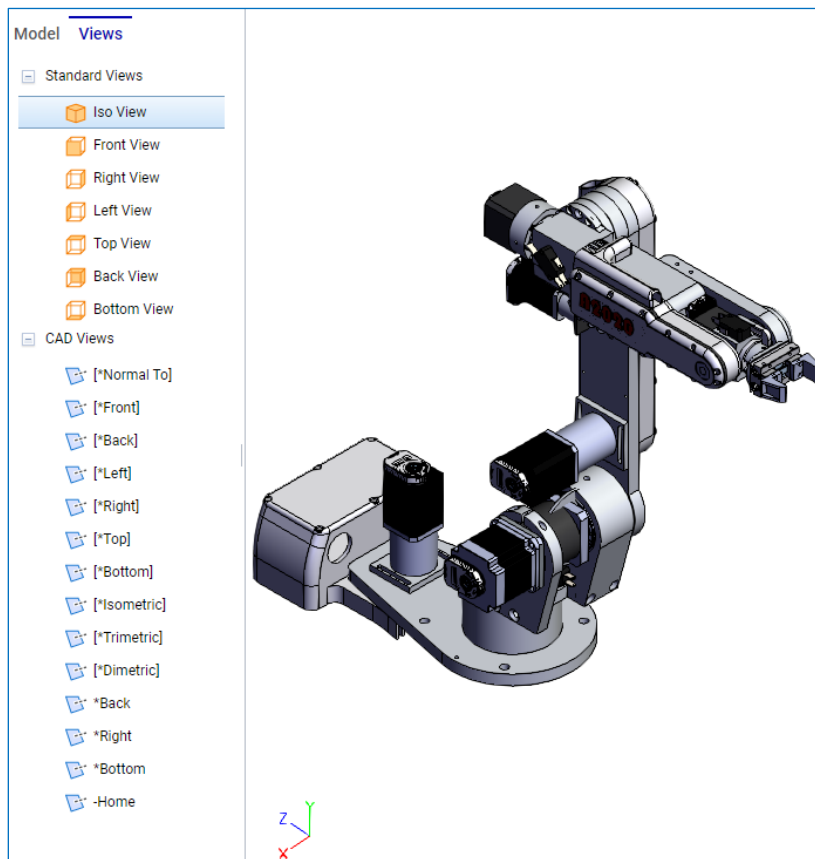 Model Views
Standard Views
Iso View
Front View
Right View
Left View
Top View
Back View
Bottom View
CAD Views
[*Normal To]
[*Front]
[*Back]
[*Left]
[*Right]
[*Top]
[*Bottom]
[*Isometric]
[*Trimetric]
[*Dimetric]
*Back
*Right
*Bottom
-Home
Y
Z
X